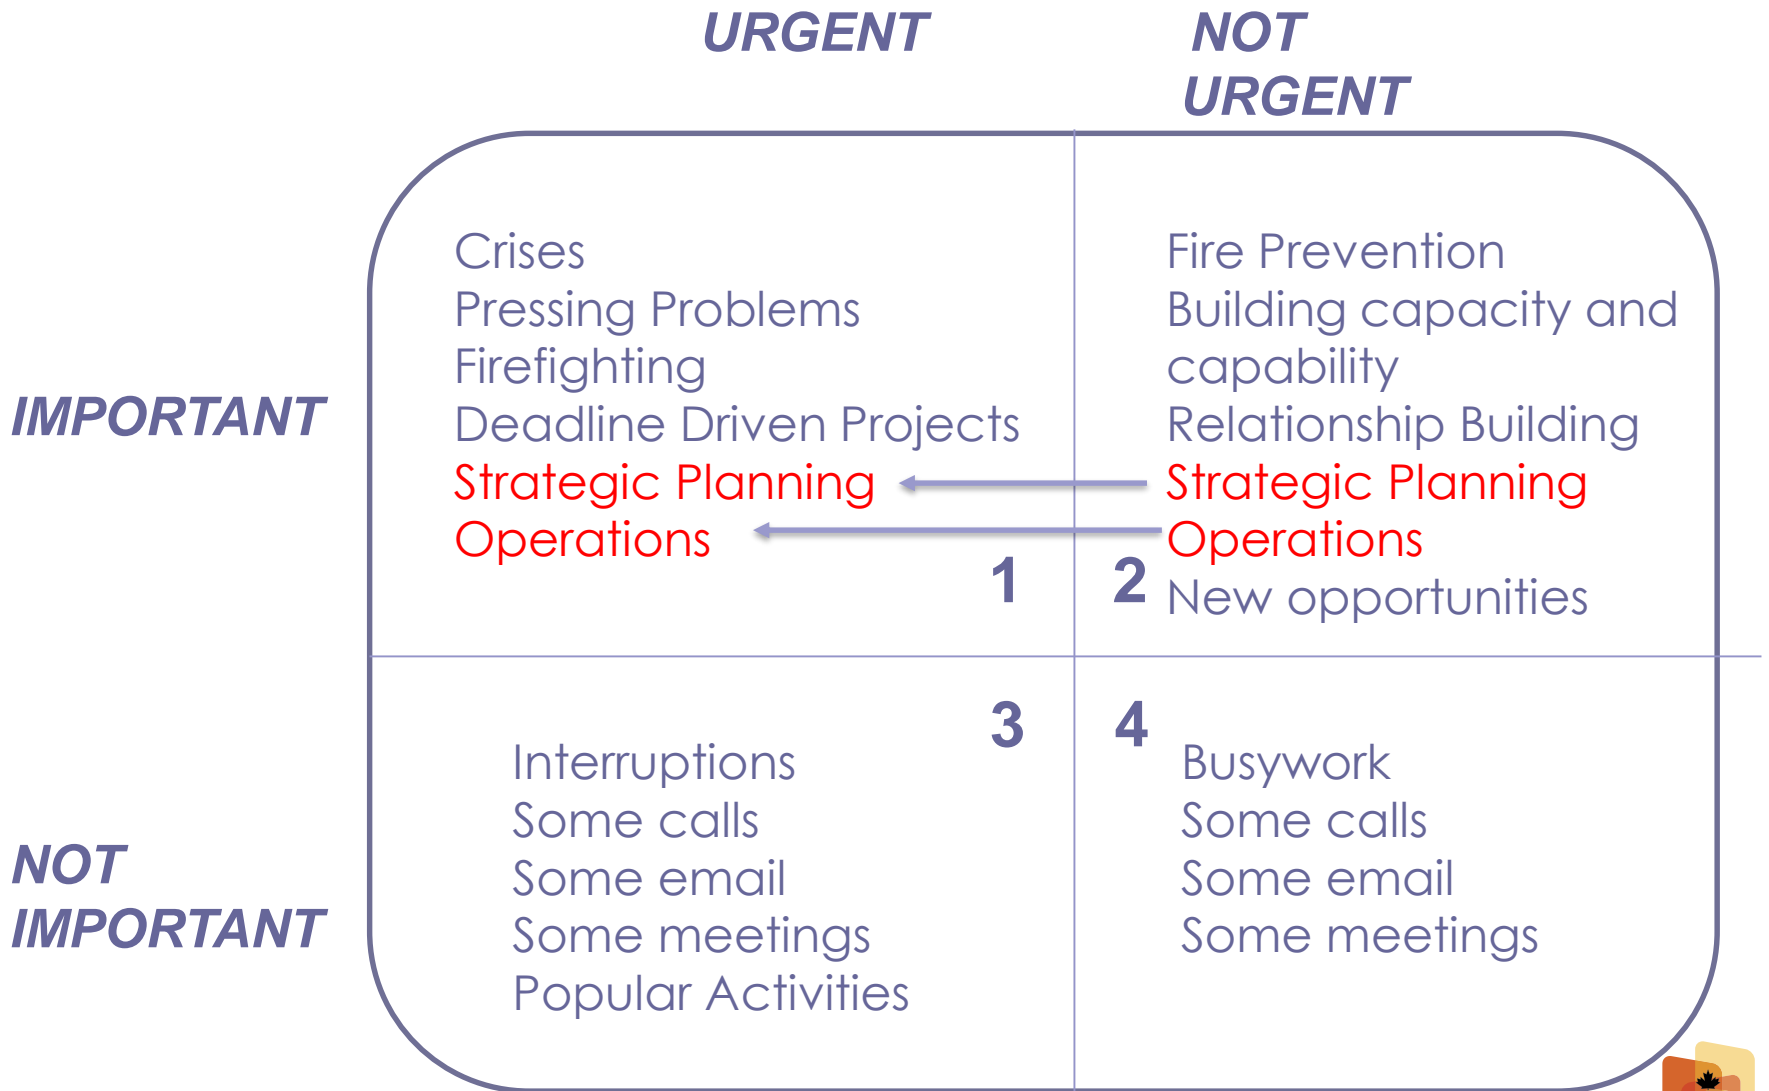 URGENT
NOT
URGENT
IMPORTANT
Crises
Pressing Problems
Firefighting
Deadline Driven Projects
Strategic Planning
Operations
1
2
Fire Prevention
Building capacity and
capability
Relationship Building
Strategic Planning
Operations
New opportunities
NOT
IMPORTANT
3
Interruptions
Some calls
Some email
Some meetings
Popular Activities
4
Busywork
Some calls
Some email
Some meetings